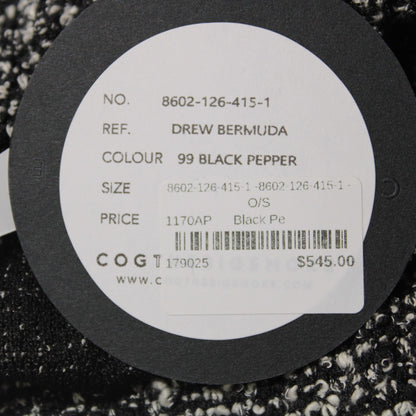 NO. 8602-126-415-1
REF. DREW BERMUDA
COLOUR 99 BLACK PEPPER
SIZE 8602-126-415-1 -8602-126-415-1 -
O/S
PRICE 1170AP Black Pe
COGT
179025 $545.00
WWW.C